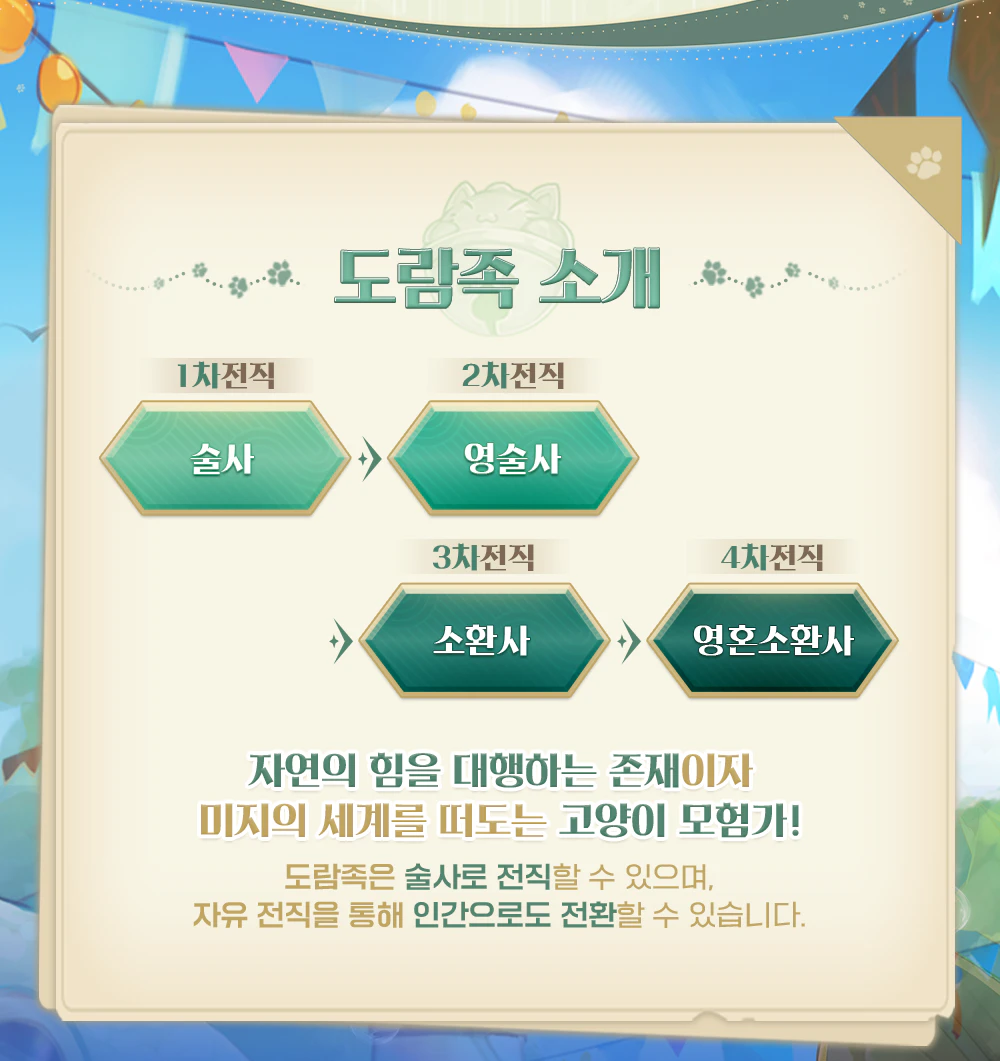 도람족 소개
1차전직
2차전직
술사
영술사
3차전직
4차전직
소환사
영혼소환사
자연의 힘을 대행하는 존재이자
미지의 세계를 떠도는 고양이 모험가!
도람족은 술사로 전직할 수 있으며,
자유 전직을 통해 인간으로도 전환할 수 있습니다.